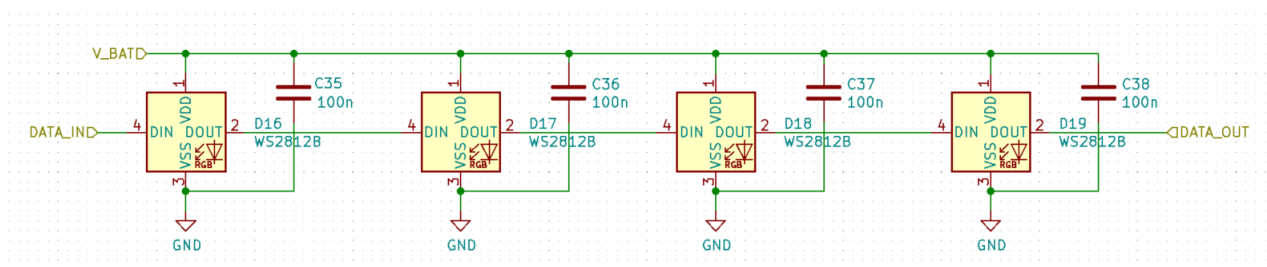 V_BAT
1 C35 1 C36 1 C37 1 C38
100n 100n 100n 100n
VDD VDD VDD VDD
DATA_IN 4 DIN DOUT 2 D16 4 DIN DOUT 2 D17 4 DIN DOUT 2 D18 4 DIN DOUT 2 D19 DATA_OUT
WS2812B WS2812B WS2812B WS2812B
VSS RGB VSS RGB VSS RGB VSS RGB
3 3 3 3
GND GND GND GND